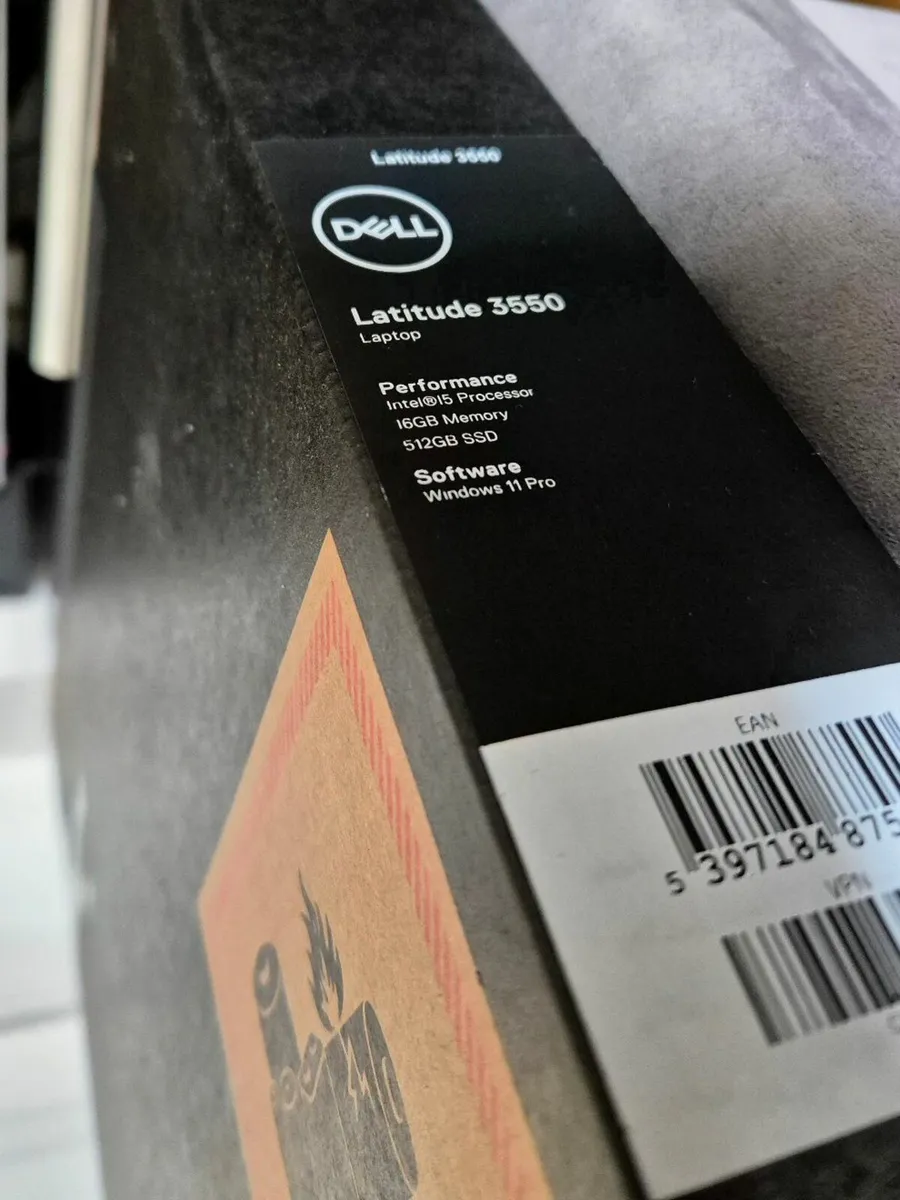 Latitude 3550
DELL
Latitude 3550
Laptop
Performance
Intel®I5 Processor
16GB Memory
512GB SSD
Software
Windows 11 Pro
EAN
5 397184 875
VPN